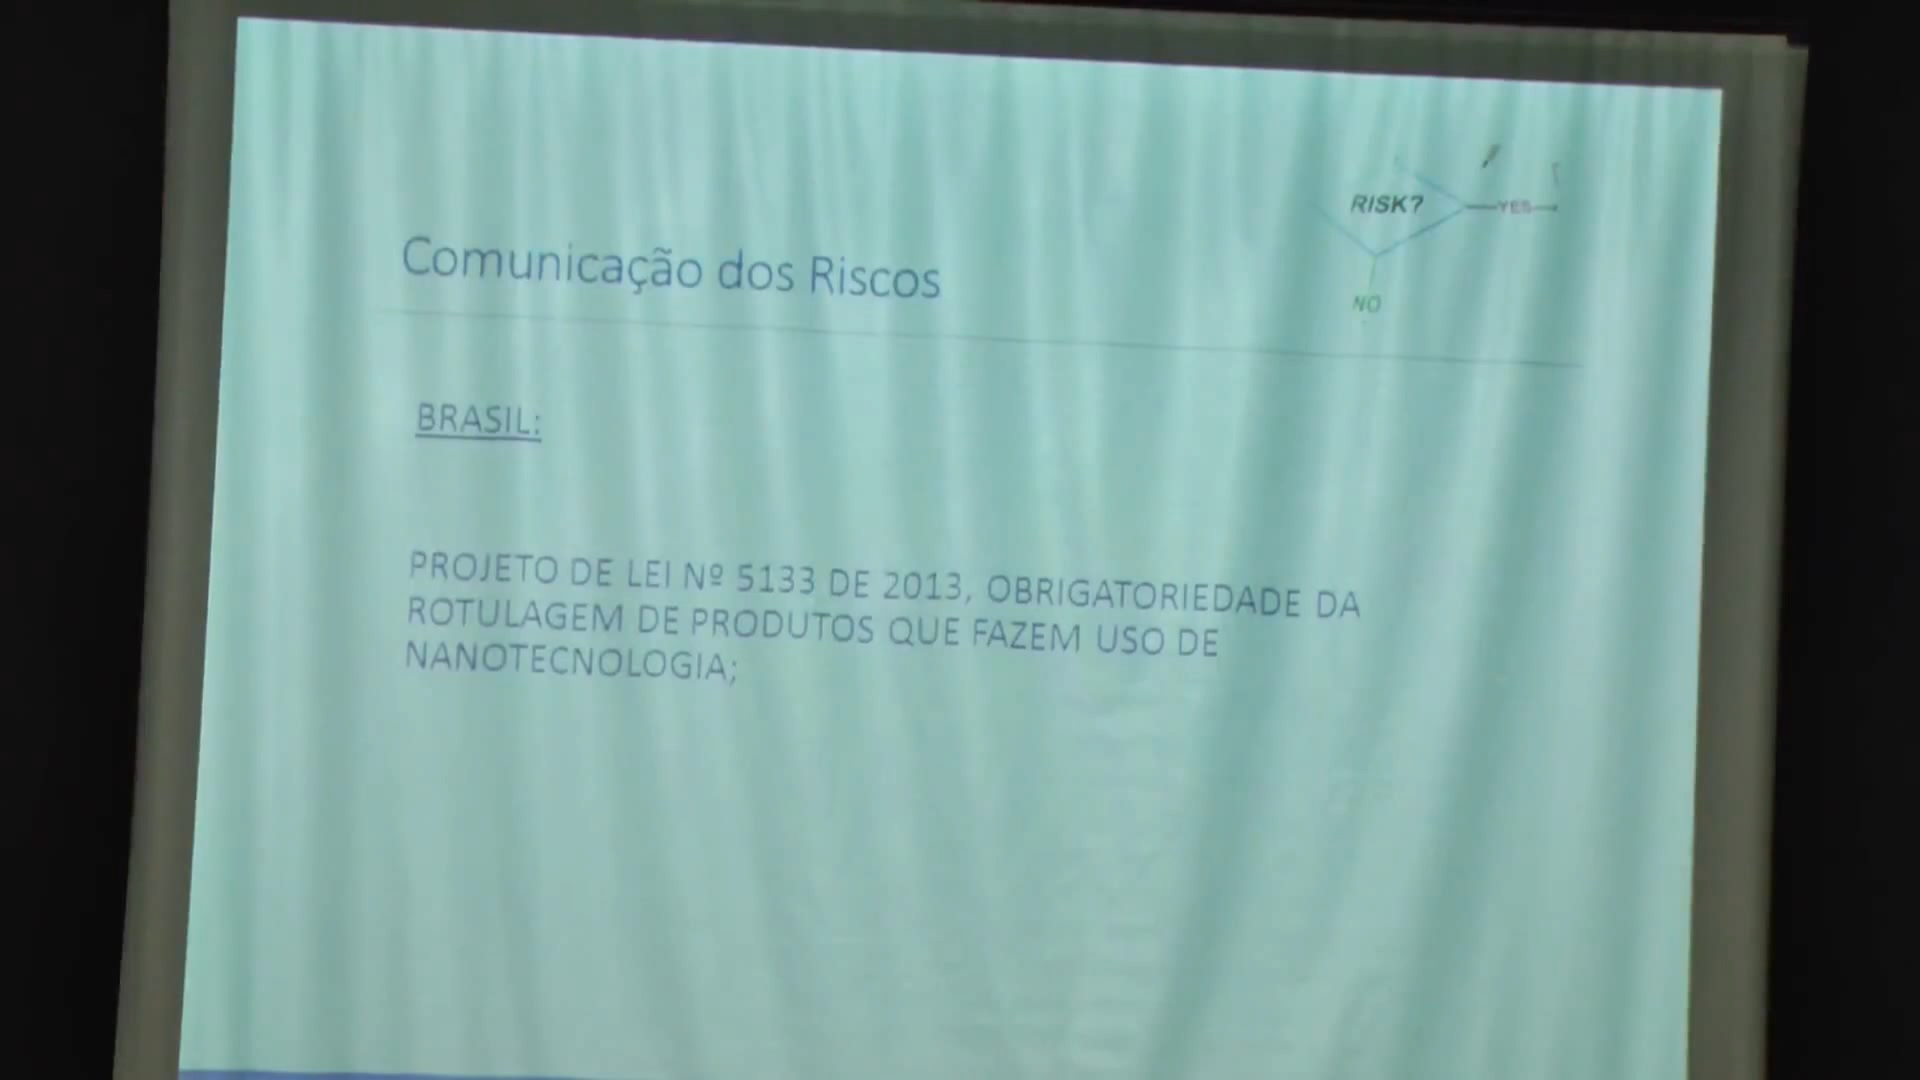 RISK?
YES
NO
Comunicação dos Riscos
BRASIL:
PROJETO DE LEI Nº 5133 DE 2013, OBRIGATORIEDADE DA
ROTULAGEM DE PRODUTOS QUE FAZEM USO DE
NANOTECNOLOGIA;